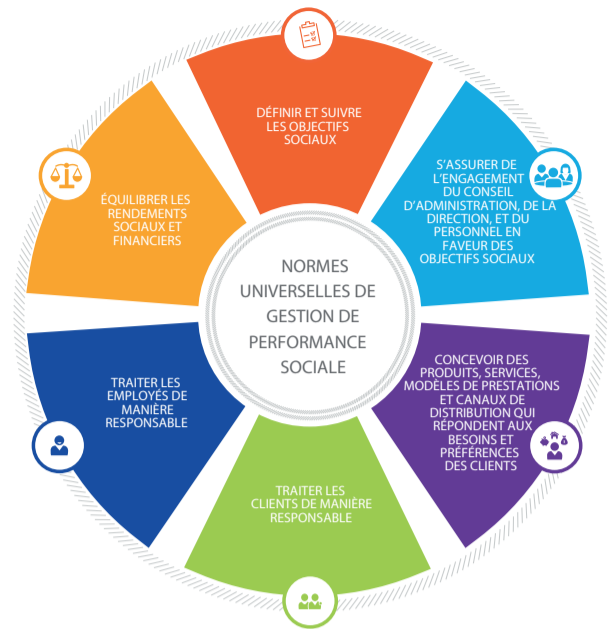 DÉFINIR ET SUIVRE
LES OBJECTIFS
SOCIAUX
S'ASSURER DE
L'ENGAGEMENT
DU CONSEIL
D'ADMINISTRATION, DE LA
DIRECTION, ET DU
PERSONNEL EN
FAVEUR DES
OBJECTIFS SOCIAUX
CONCEVOIR DES
PRODUITS, SERVICES,
MODÈLES DE PRESTATIONS
ET CANAUX DE
DISTRIBUTION QUI
RÉPONDENT AUX
BESOINS ET
PRÉFÉRENCES
DES CLIENTS
TRAITER LES
CLIENTS DE MANIÈRE
RESPONSABLE
TRAITER LES
EMPLOYÉS DE
MANIÈRE
RESPONSABLE
ÉQUILIBRER LES
RENDEMENTS
SOCIAUX ET
FINANCIERS
NORMES
UNIVERSELLES DE
GESTION DE
PERFORMANCE
SOCIALE